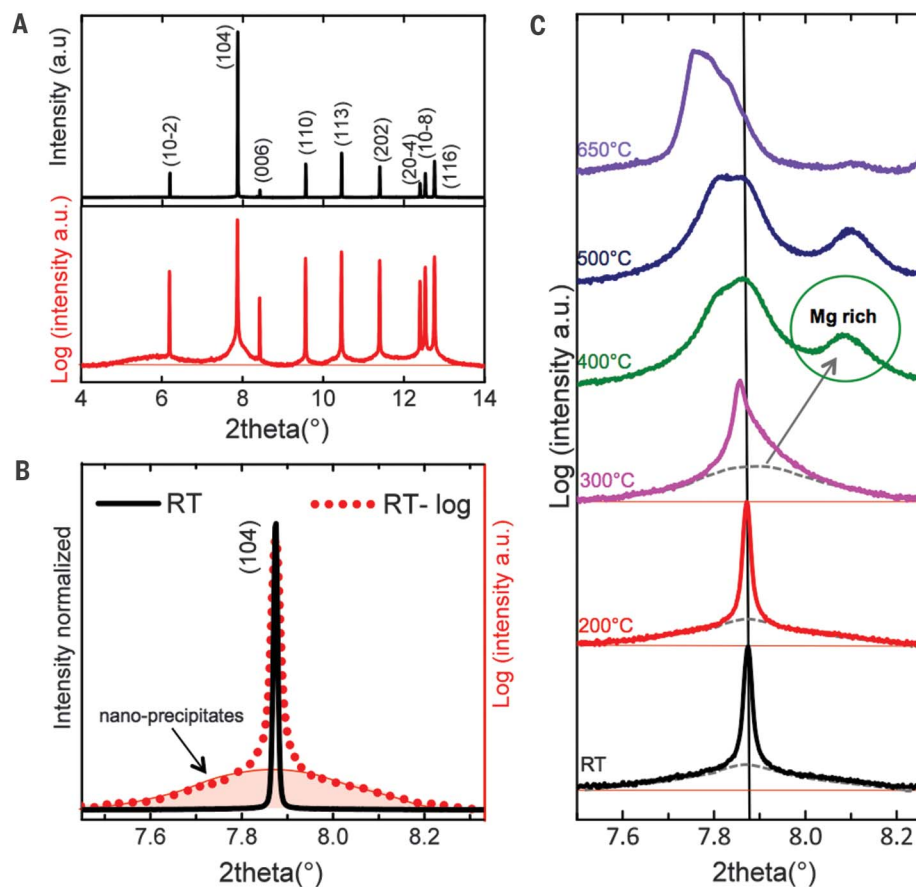 A
Intensity (a.u)
(10-2)
(104)
(006)
(110)
(113)
(202)
(20-4)
(10-8)
(116)
Log (intensity a.u.)
4 6 8 10 12 14
2theta(°)
B
RT
RT- log
(104)
nano-precipitates
Intensity normalized
Log (intensity a.u.)
7.6 7.8 8.0 8.2
2theta(°)
C
650°C
500°C
Mg rich
400°C
300°C
200°C
RT
Log (intensity a.u.)
7.6 7.8 8.0 8.2
2theta(°)